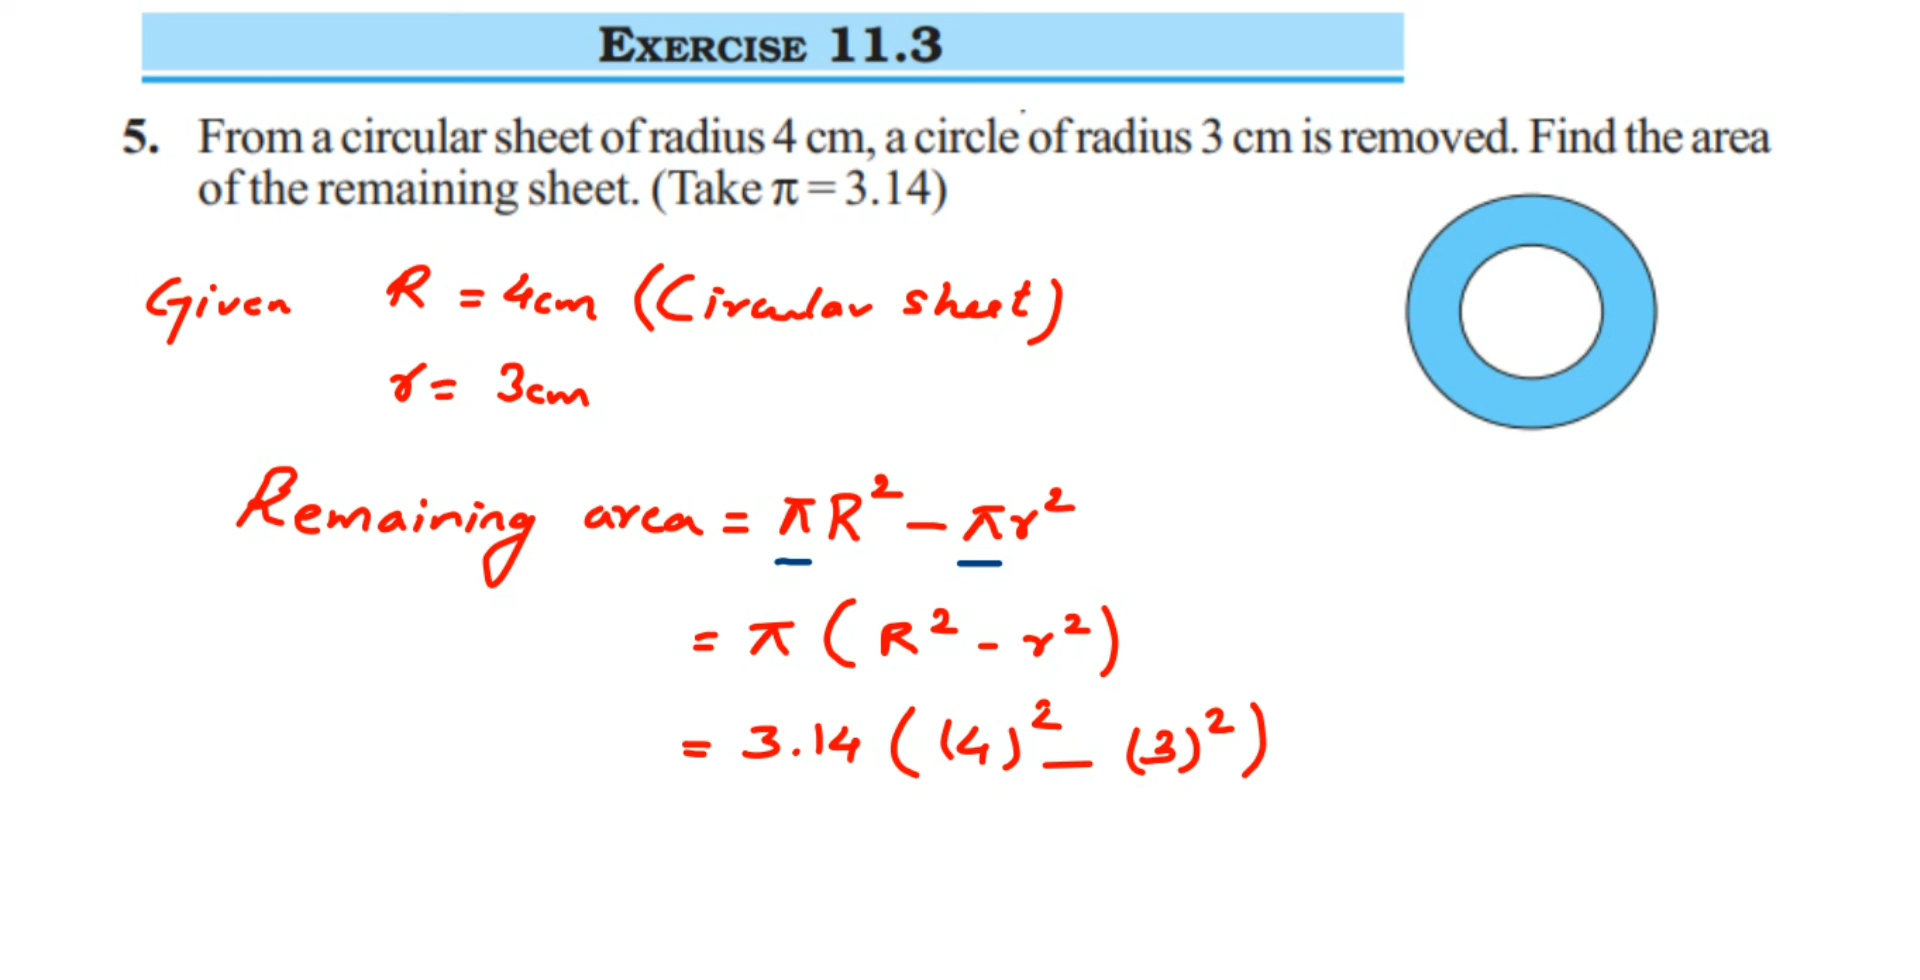 EXERCISE 11.3
5. From a circular sheet of radius 4 cm, a circle of radius 3 cm is removed. Find the area
of the remaining sheet. (Take π = 3.14)
Given R = 4cm (Circular sheet)
r = 3cm
Remaining area = πR² - πr²
= π (R² - r²)
= 3.14 ((4)² - (3)²)